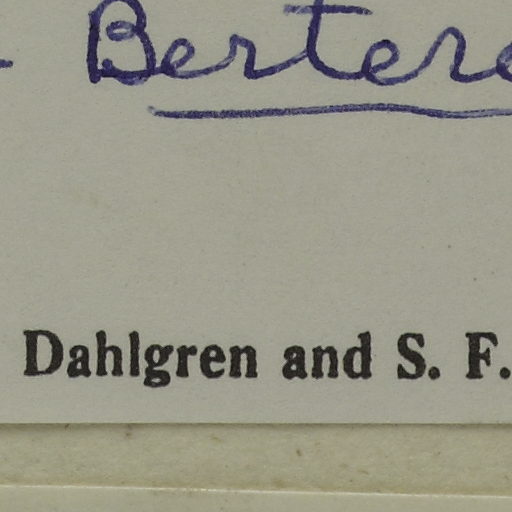 - Bertere
Dahlgren and S. F.